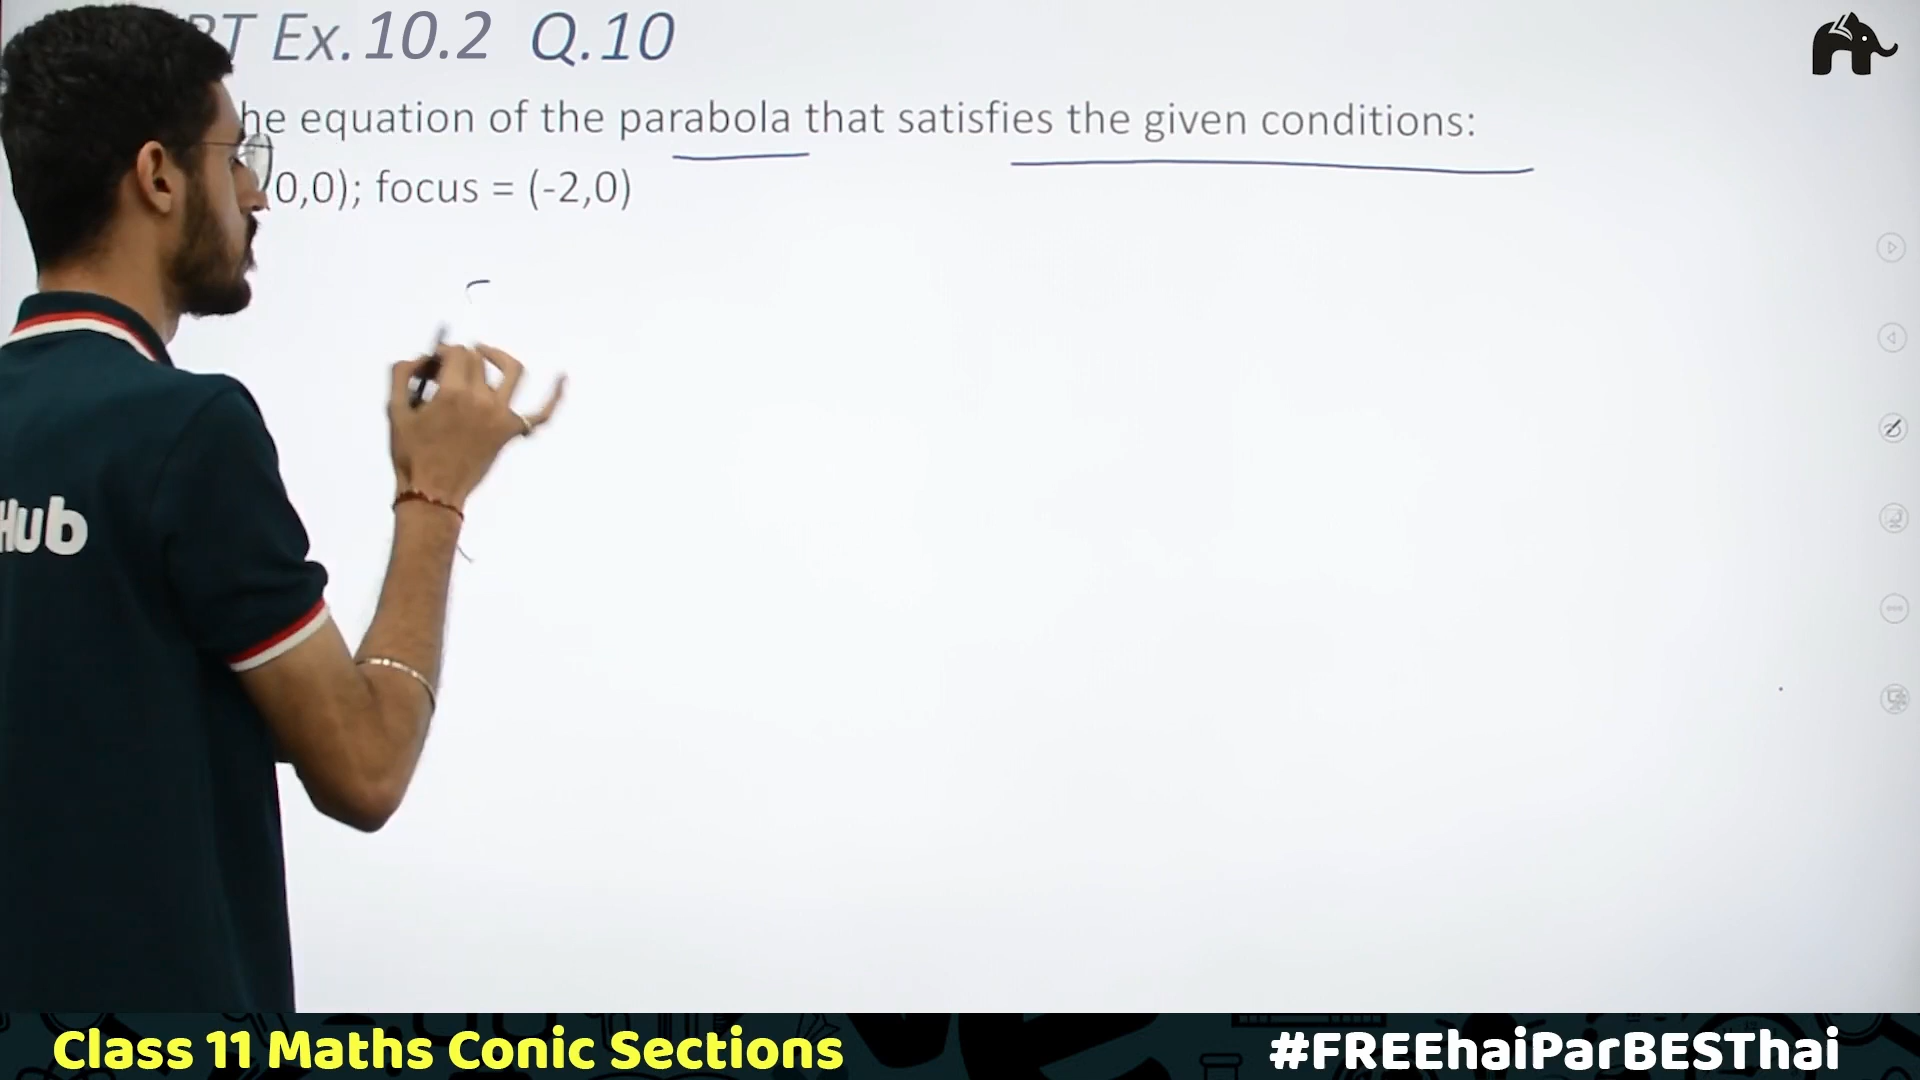 Ex. 10.2 Q.10
he equation of the parabola that satisfies the given conditions:
(0,0); focus = (-2,0)
Hub
Class 11 Maths Conic Sections
#FREEhaiParBESThai